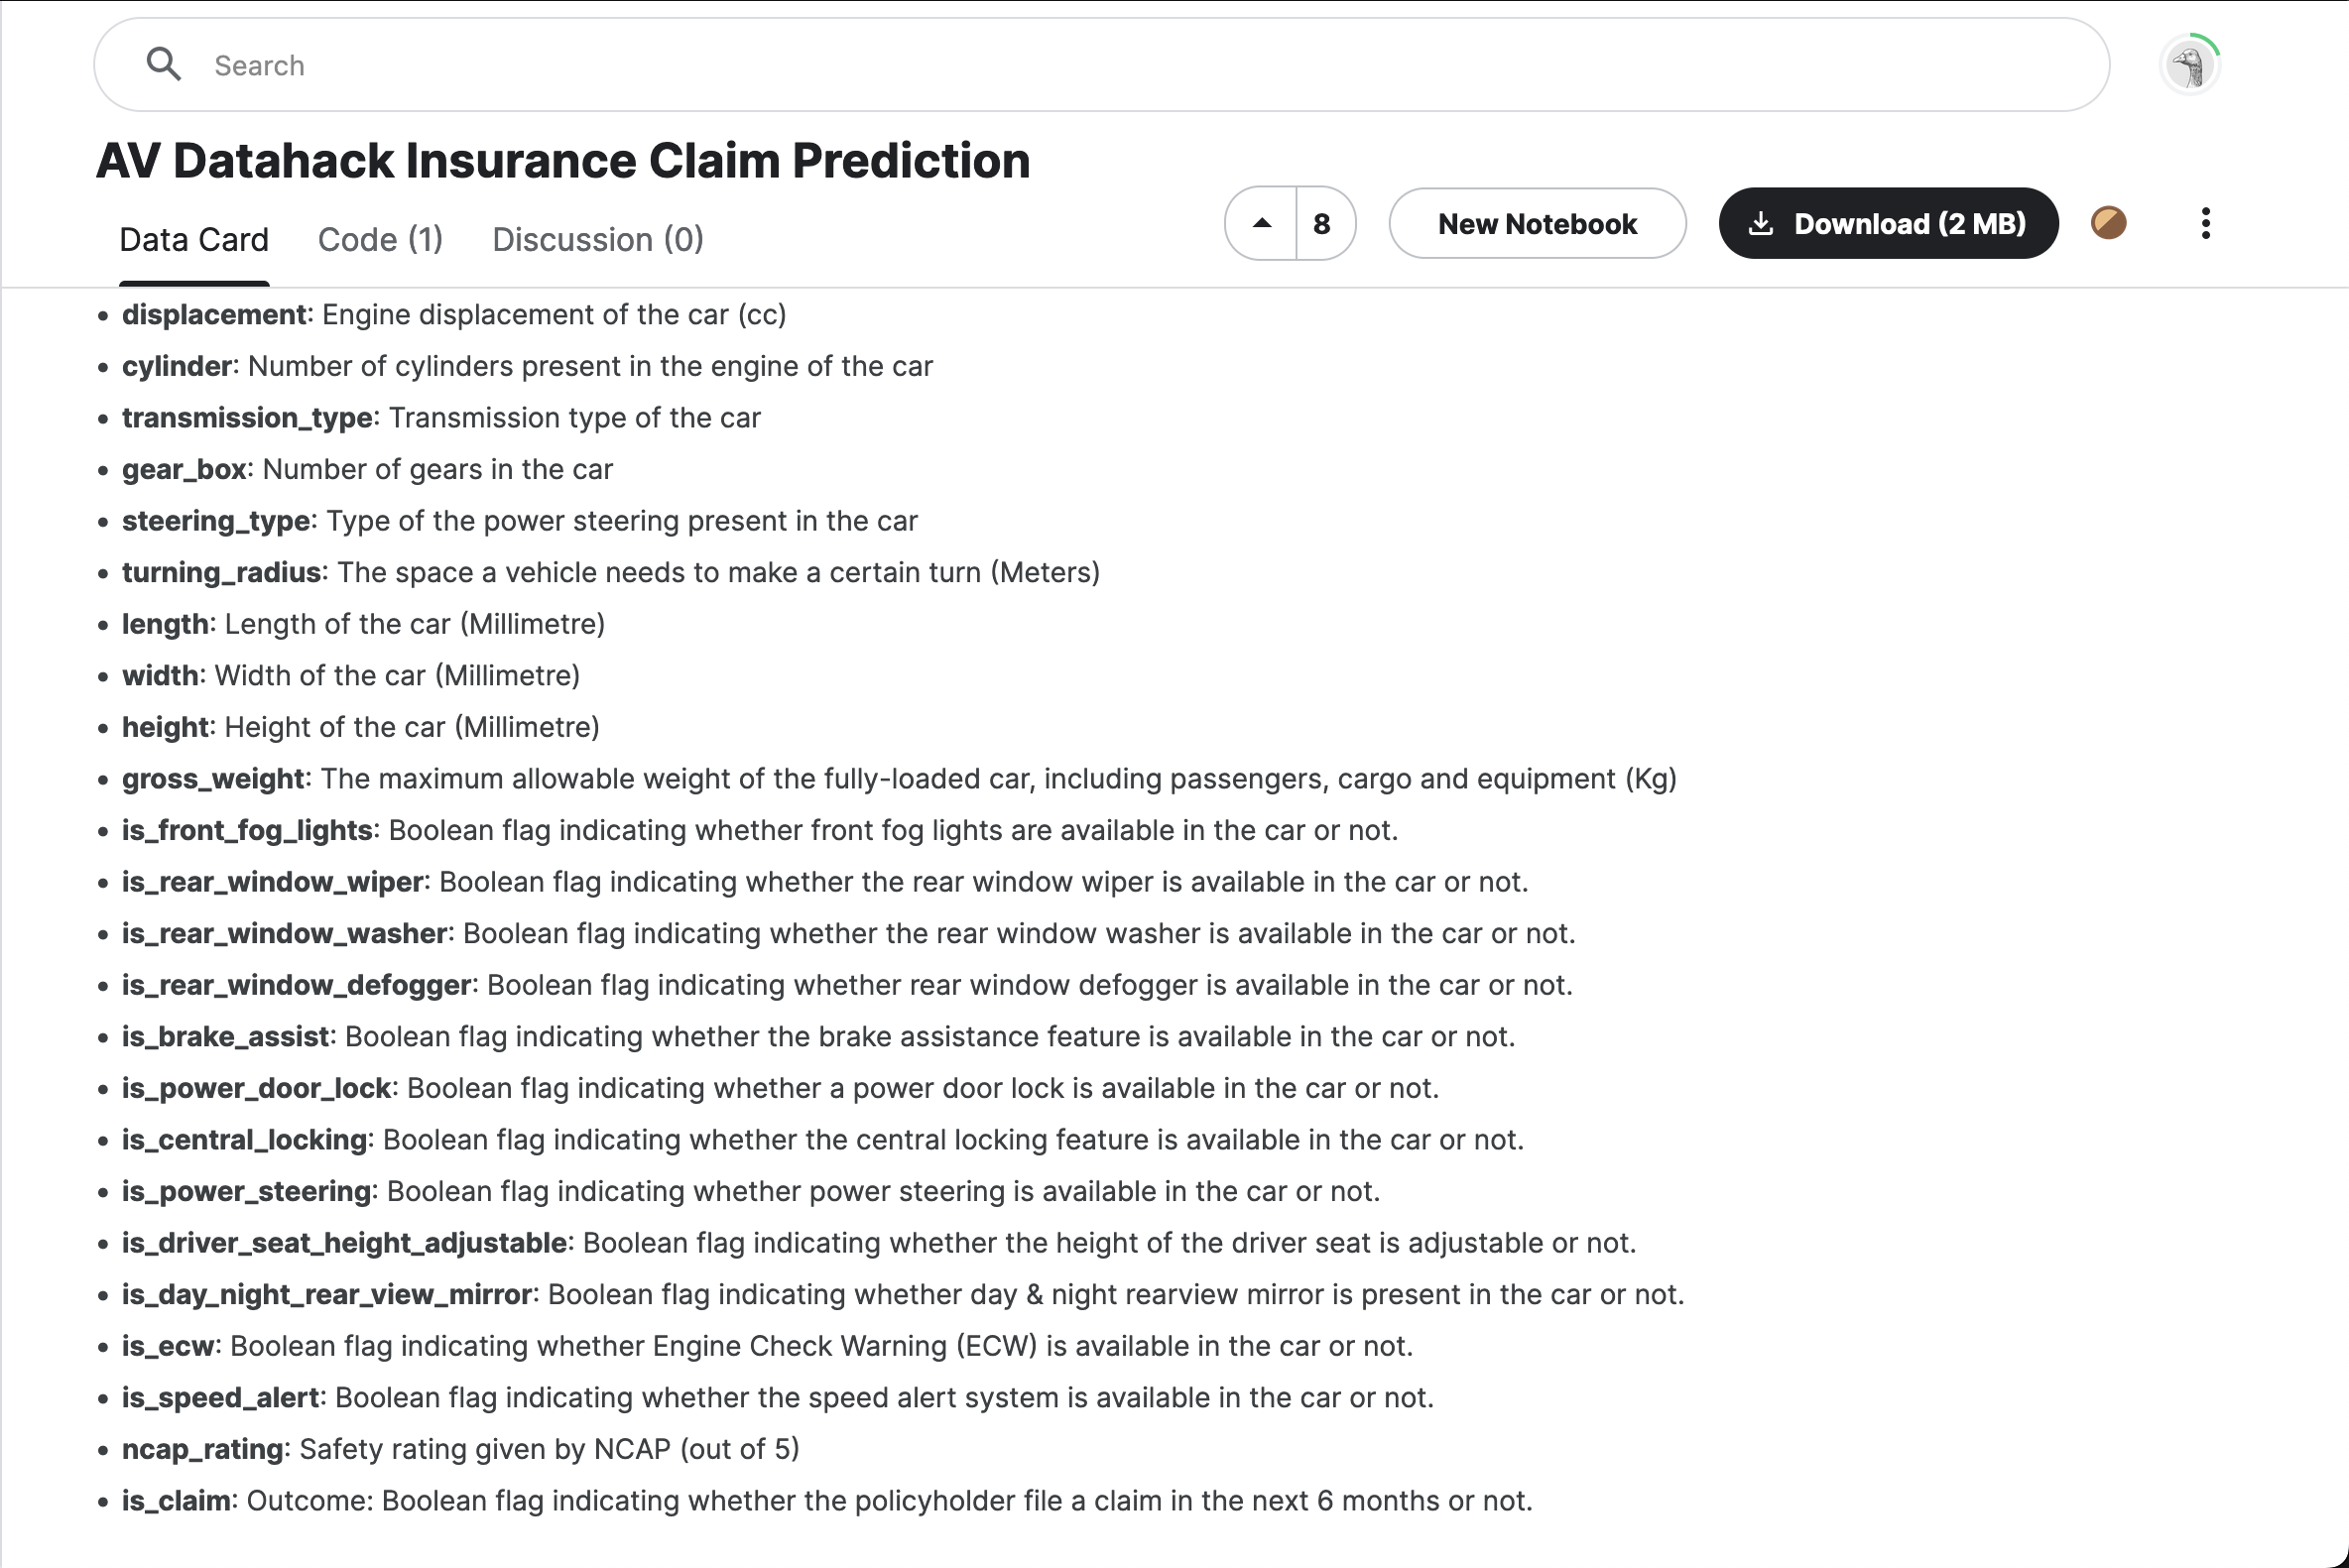 Search
AV Datahack Insurance Claim Prediction
Data Card Code (1) Discussion (0)
8 New Notebook Download (2 MB)
• displacement: Engine displacement of the car (cc)
• cylinder: Number of cylinders present in the engine of the car
• transmission_type: Transmission type of the car
• gear_box: Number of gears in the car
• steering_type: Type of the power steering present in the car
• turning_radius: The space a vehicle needs to make a certain turn (Meters)
• length: Length of the car (Millimetre)
• width: Width of the car (Millimetre)
• height: Height of the car (Millimetre)
• gross_weight: The maximum allowable weight of the fully-loaded car, including passengers, cargo and equipment (Kg)
• is_front_fog_lights: Boolean flag indicating whether front fog lights are available in the car or not.
• is_rear_window_wiper: Boolean flag indicating whether the rear window wiper is available in the car or not.
• is_rear_window_washer: Boolean flag indicating whether the rear window washer is available in the car or not.
• is_rear_window_defogger: Boolean flag indicating whether rear window defogger is available in the car or not.
• is_brake_assist: Boolean flag indicating whether the brake assistance feature is available in the car or not.
• is_power_door_lock: Boolean flag indicating whether a power door lock is available in the car or not.
• is_central_locking: Boolean flag indicating whether the central locking feature is available in the car or not.
• is_power_steering: Boolean flag indicating whether power steering is available in the car or not.
• is_driver_seat_height_adjustable: Boolean flag indicating whether the height of the driver seat is adjustable or not.
• is_day_night_rear_view_mirror: Boolean flag indicating whether day & night rearview mirror is present in the car or not.
• is_ecw: Boolean flag indicating whether Engine Check Warning (ECW) is available in the car or not.
• is_speed_alert: Boolean flag indicating whether the speed alert system is available in the car or not.
• ncap_rating: Safety rating given by NCAP (out of 5)
• is_claim: Outcome: Boolean flag indicating whether the policyholder file a claim in the next 6 months or not.